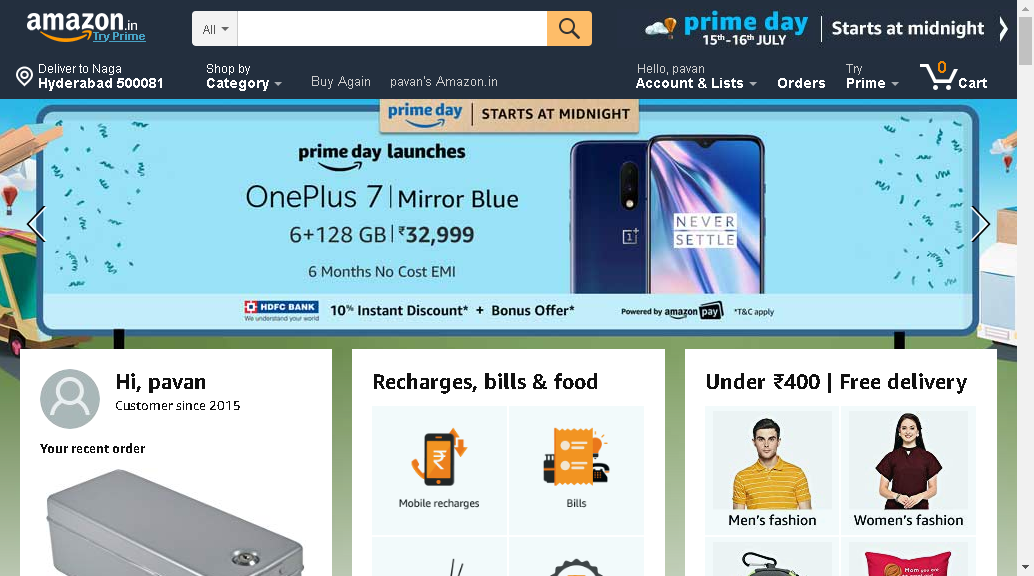 amazon.in
Try Prime
All
prime day
15th-16th JULY
Starts at midnight
Deliver to Naga
Hyderabad 500081
Shop by
Category
Buy Again
pavan's Amazon.in
Hello, pavan
Account & Lists
Orders
Try
Prime
0
Cart
prime day | STARTS AT MIDNIGHT
prime day launches
OnePlus 7 | Mirror Blue
6+128 GB | ₹32,999
6 Months No Cost EMI
NEVER
SETTLE
1+
HDFC BANK
We understand your world
10% Instant Discount* + Bonus Offer*
Powered by amazon pay
*T&C apply
Hi, pavan
Customer since 2015
Your recent order
Recharges, bills & food
₹
Mobile recharges
Bills
Under ₹400 | Free delivery
Men's fashion
Women's fashion